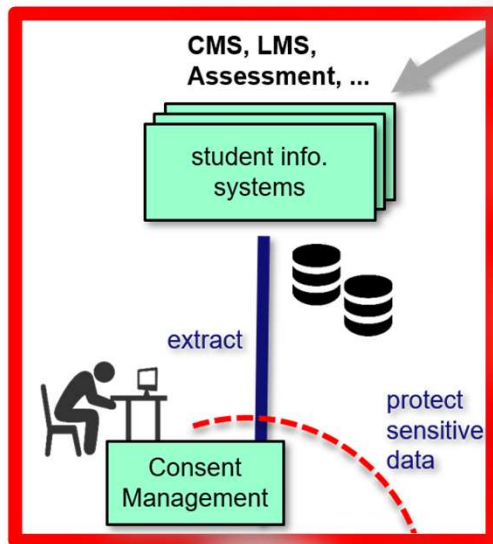 CMS, LMS,
Assessment, ...
student info.
systems
extract
protect
sensitive
data
Consent
Management